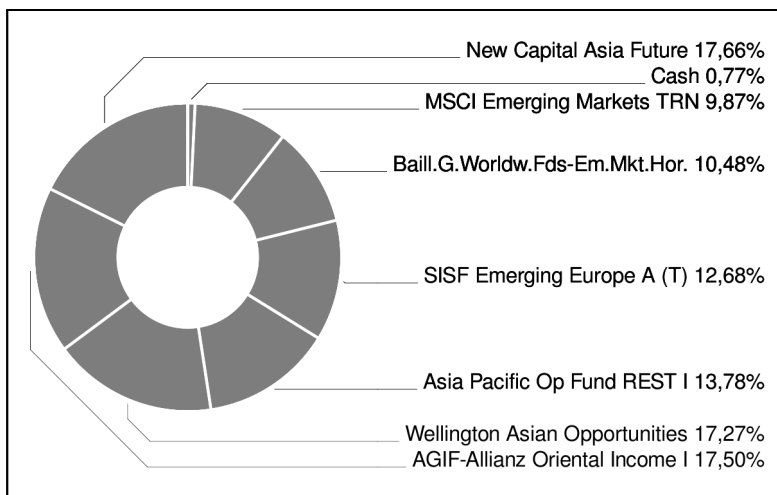 New Capital Asia Future 17,66%
Cash 0,77%
MSCI Emerging Markets TRN 9,87%
Baill.G.Worldw.Fds-Em.Mkt.Hor. 10,48%
SISF Emerging Europe A (T) 12,68%
Asia Pacific Op Fund REST I 13,78%
Wellington Asian Opportunities 17,27%
AGIF-Allianz Oriental Income I 17,50%